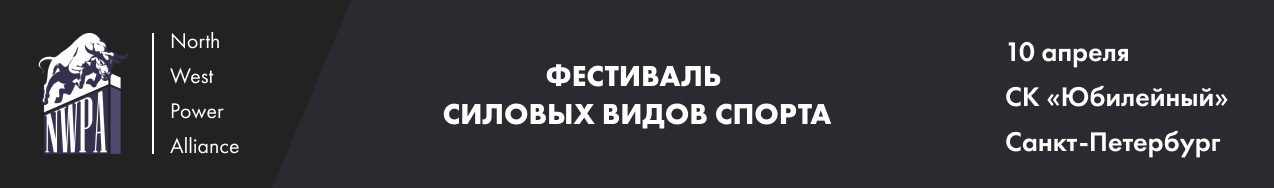 NWPA
North
West
Power
Alliance
ФЕСТИВАЛЬ
СИЛОВЫХ ВИДОВ СПОРТА
10 апреля
СК «Юбилейный»
Санкт-Петербург